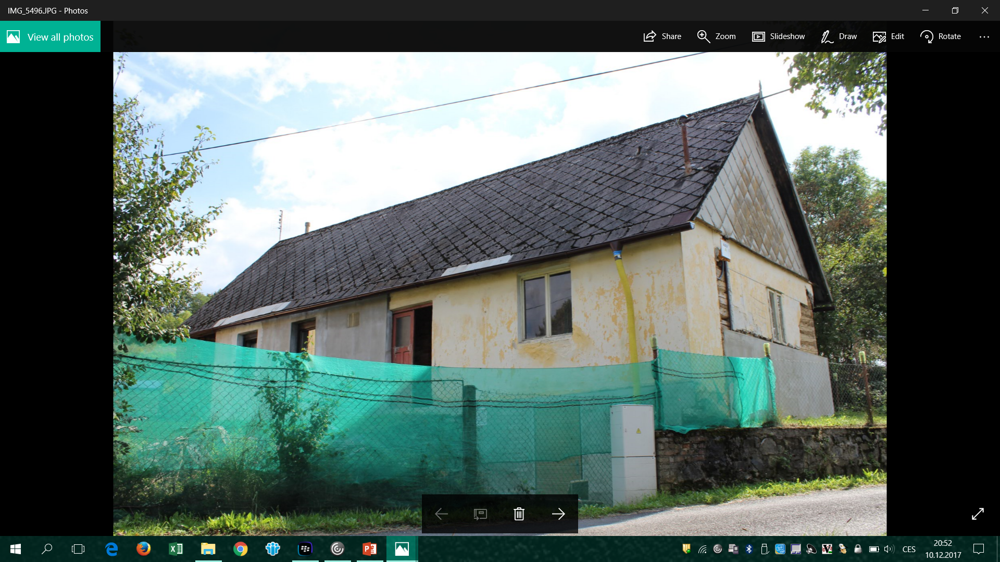 IMG_5496.JPG - Photos
View all photos
Share
Zoom
Slideshow
Draw
Edit
Rotate
CES
20:52
10.12.2017